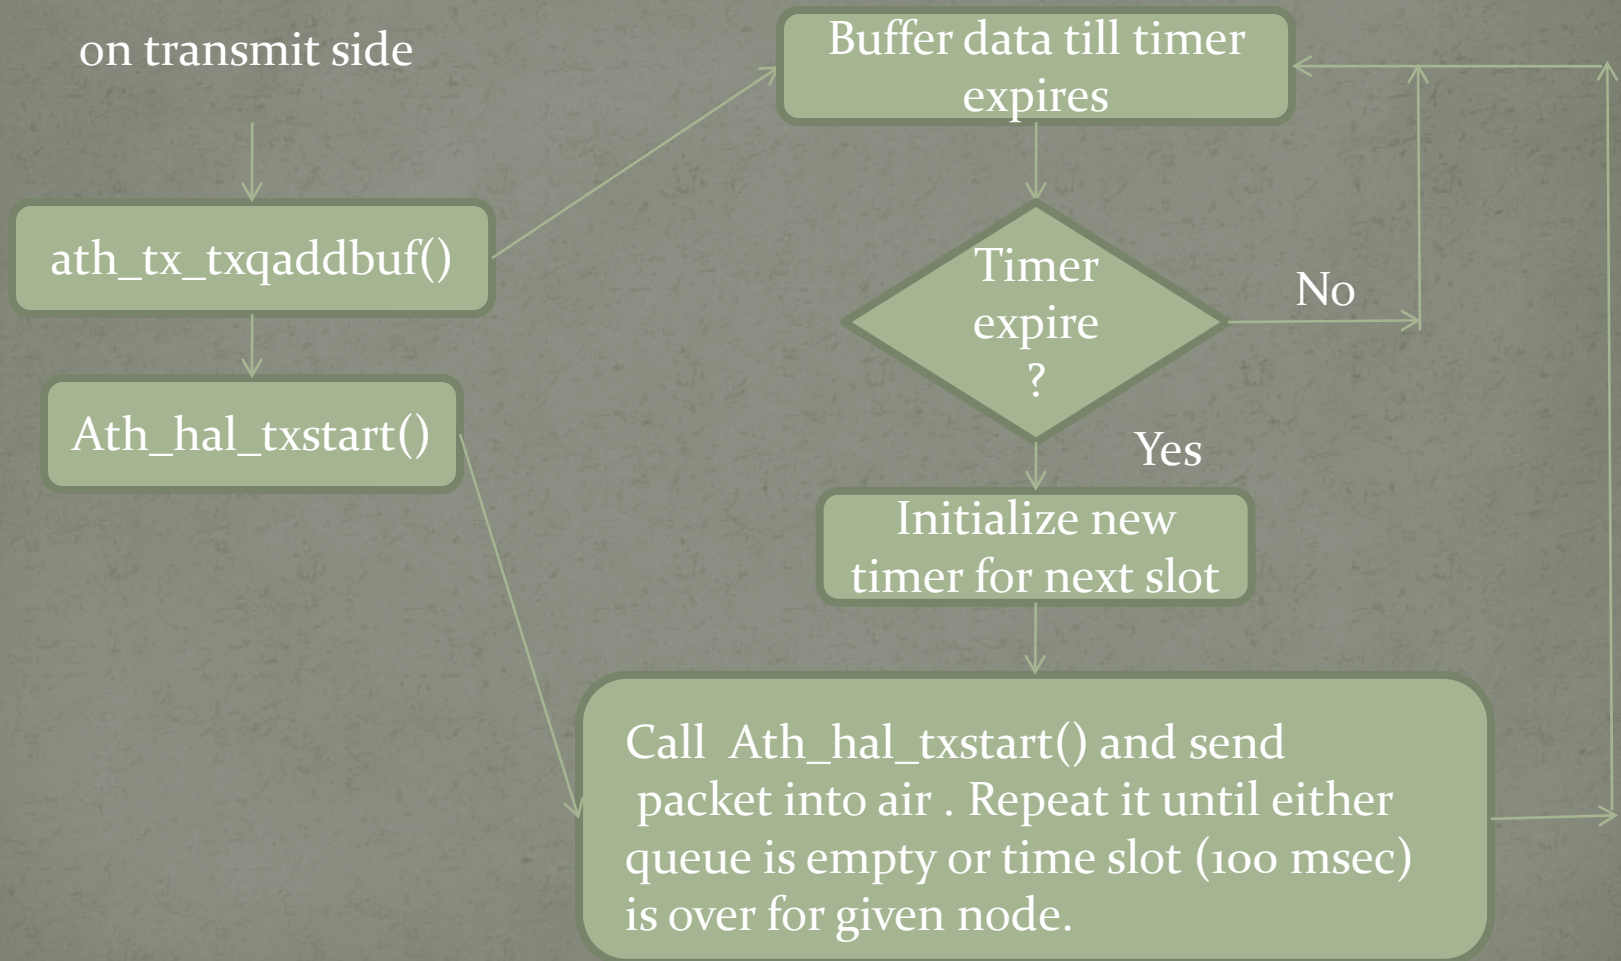 on transmit side
ath_tx_txqaddbuf()
Ath_hal_txstart()
Buffer data till timer
expires
Timer
expire
?
No
Yes
Initialize new
timer for next slot
Call Ath_hal_txstart() and send
packet into air . Repeat it until either
queue is empty or time slot (100 msec)
is over for given node.